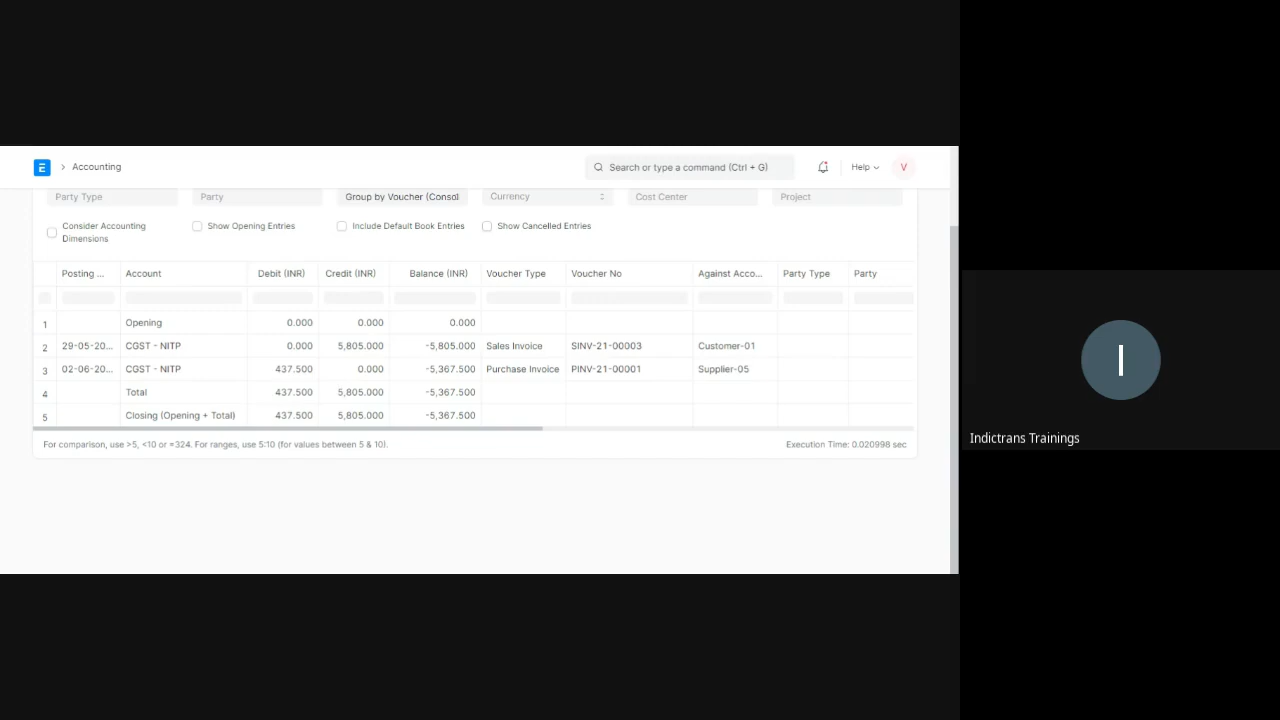 E > Accounting Search or type a command (Ctrl + G) Help V
Party Type Party Group by Voucher (Consol Currency Cost Center Project
Consider Accounting Dimensions Show Opening Entries Include Default Book Entries Show Cancelled Entries
Posting ... Account Debit (INR) Credit (INR) Balance (INR) Voucher Type Voucher No Against Acco... Party Type Party
1 Opening 0.000 0.000 0.000
2 29-05-20... CGST - NITP 0.000 5,805.000 -5,805.000 Sales Invoice SINV-21-00003 Customer-01
3 02-06-20... CGST - NITP 437.500 0.000 -5,367.500 Purchase Invoice PINV-21-00001 Supplier-05
4 Total 437.500 5,805.000 -5,367.500
5 Closing (Opening + Total) 437.500 5,805.000 -5,367.500
For comparison, use >5, <10 or =324. For ranges, use 5:10 (for values between 5 & 10). Execution Time: 0.020998 sec
I
Indictrans Trainings